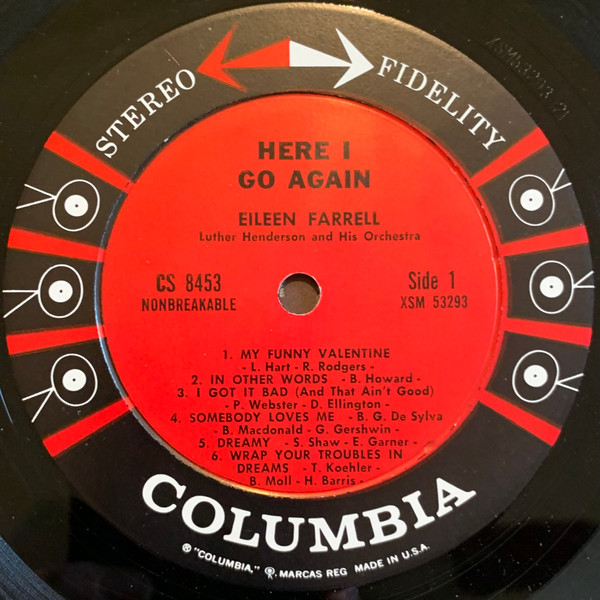 STEREO FIDELITY
HERE I
GO AGAIN
EILEEN FARRELL
Luther Henderson and His Orchestra
CS 8453
NONBREAKABLE
Side 1
XSM 53293
1. MY FUNNY VALENTINE
- L. Hart - R. Rodgers -
2. IN OTHER WORDS - B. Howard -
3. I GOT IT BAD (And That Ain't Good)
- P. Webster - D. Ellington -
4. SOMEBODY LOVES ME - B. G. De Sylva
- B. Macdonald - G. Gershwin -
5. DREAMY - S. Shaw - E. Garner -
6. WRAP YOUR TROUBLES IN
DREAMS - T. Koehler -
B. Moll - H. Barris -
COLUMBIA
® "COLUMBIA," ® MARCAS REG MADE IN U.S.A.